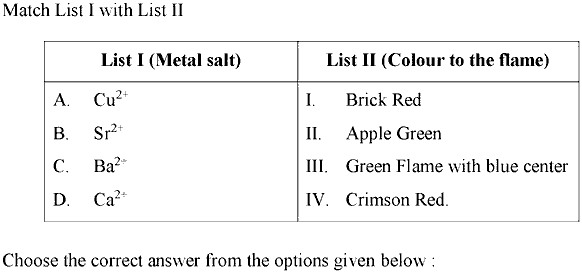 Match List I with List II
List I (Metal salt) List II (Colour to the flame)
A. Cu²⁺ I. Brick Red
B. Sr²⁺ II. Apple Green
C. Ba²⁺ III. Green Flame with blue center
D. Ca²⁺ IV. Crimson Red.
Choose the correct answer from the options given below :